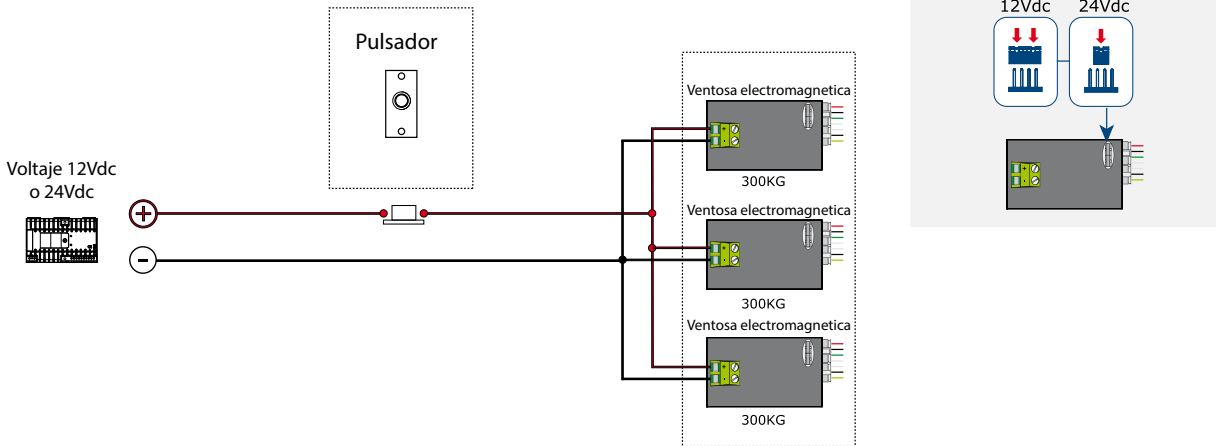 12Vdc
24Vdc
Pulsador
Voltaje 12Vdc
o 24Vdc
+
-
Ventosa electromagnetica
300KG
Ventosa electromagnetica
300KG
Ventosa electromagnetica
300KG